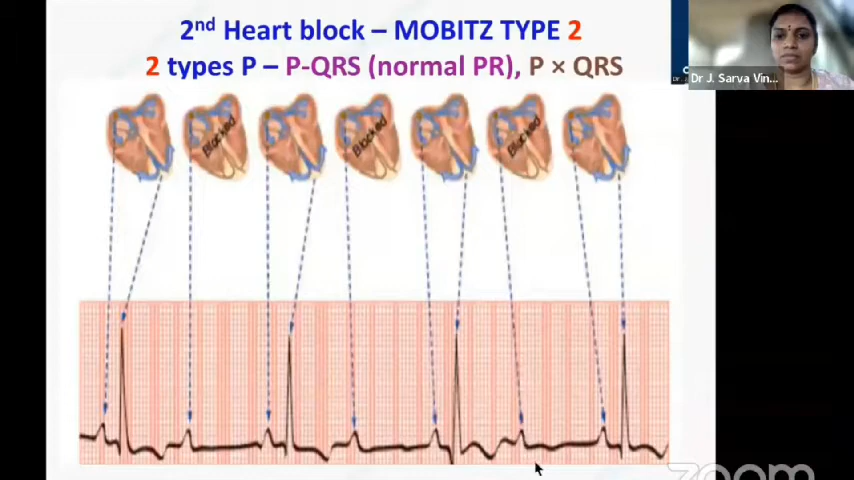 2nd Heart block – MOBITZ TYPE 2
2 types P – P-QRS (normal PR), P × QRS
Dr J. Sarva Vin...
Blocked
Blocked
Blocked
zoom